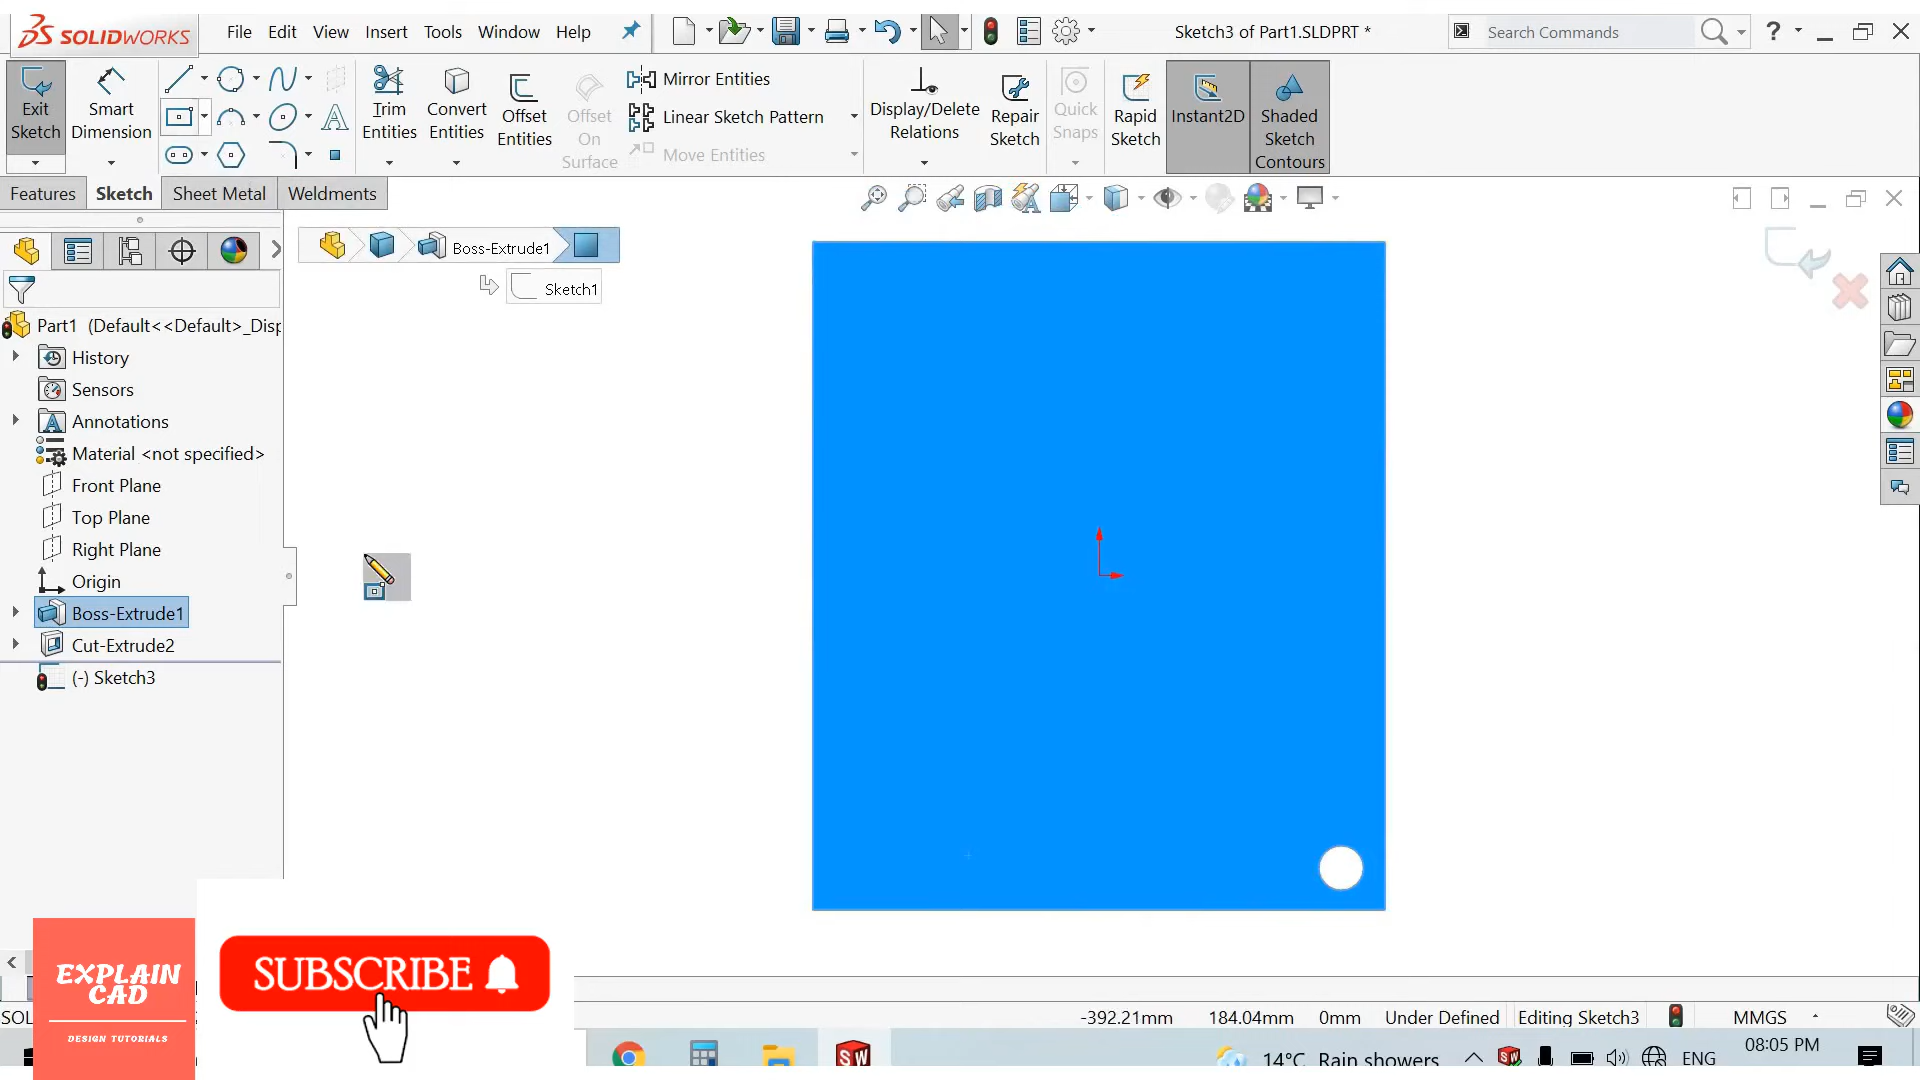 SOLIDWORKS File Edit View Insert Tools Window Help Sketch3 of Part1.SLDPRT * Search Commands ?
Exit Sketch
Smart Dimension
Trim Entities
Convert Entities
Offset Entities
Offset On Surface
Mirror Entities
Linear Sketch Pattern
Move Entities
Display/Delete Relations
Repair Sketch
Quick Snaps
Rapid Sketch
Instant2D
Shaded Sketch Contours
Features Sketch Sheet Metal Weldments
Boss-Extrude1
Sketch1
Part1 (Default<<Default>_Disp
History
Sensors
Annotations
Material <not specified>
Front Plane
Top Plane
Right Plane
Origin
Boss-Extrude1
Cut-Extrude2
(-) Sketch3
EXPLAIN
CAD
DESIGN TUTORIALS
SUBSCRIBE
SOL
-392.21mm 184.04mm 0mm Under Defined Editing Sketch3 MMGS
SW
14°C Rain showers ENG
08:05 PM